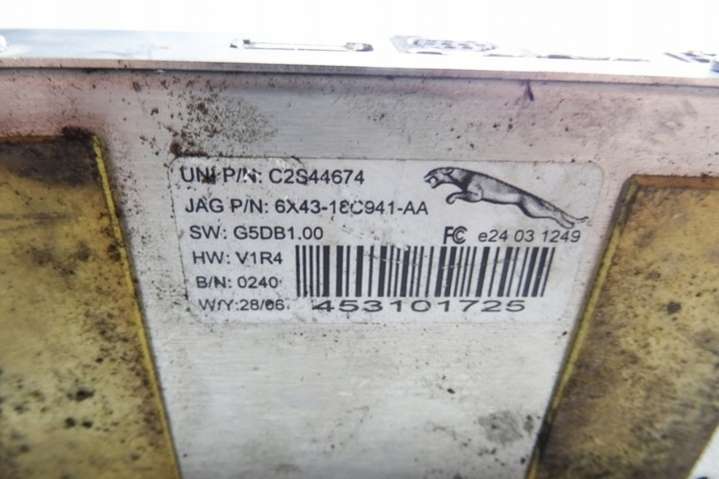 UNI P/N: C2S44674
JAG P/N: 6X43-18C941-AA
SW: G5DB1.00
FC e24 03 1249
HW: V1R4
B/N: 0240
W/Y:28/06
453101725